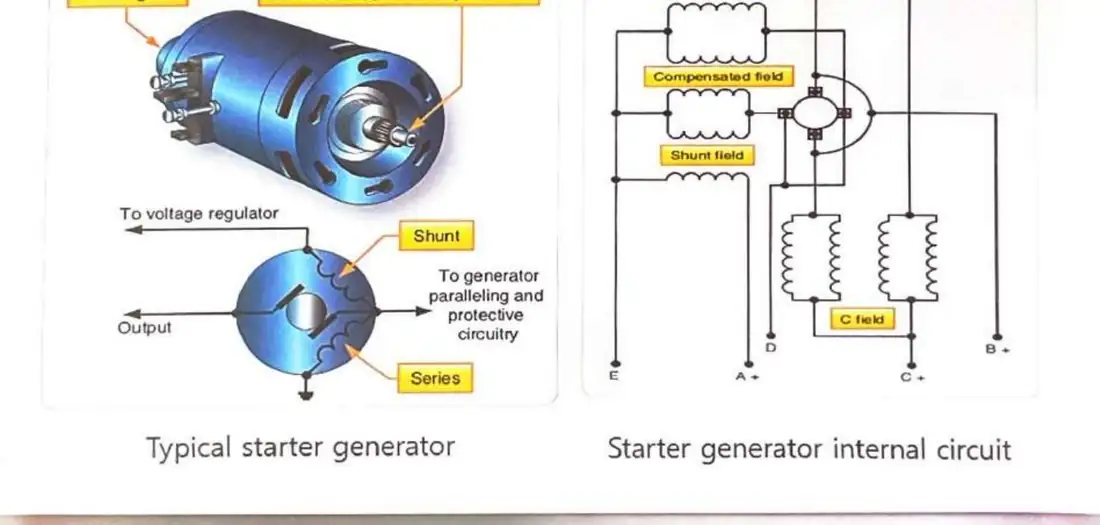 To voltage regulator
Shunt
To generator
paralleling and
protective
circuitry
Output
Series
Typical starter generator
Compensated field
Shunt field
C field
D
B +
E
A +
C +
Starter generator internal circuit